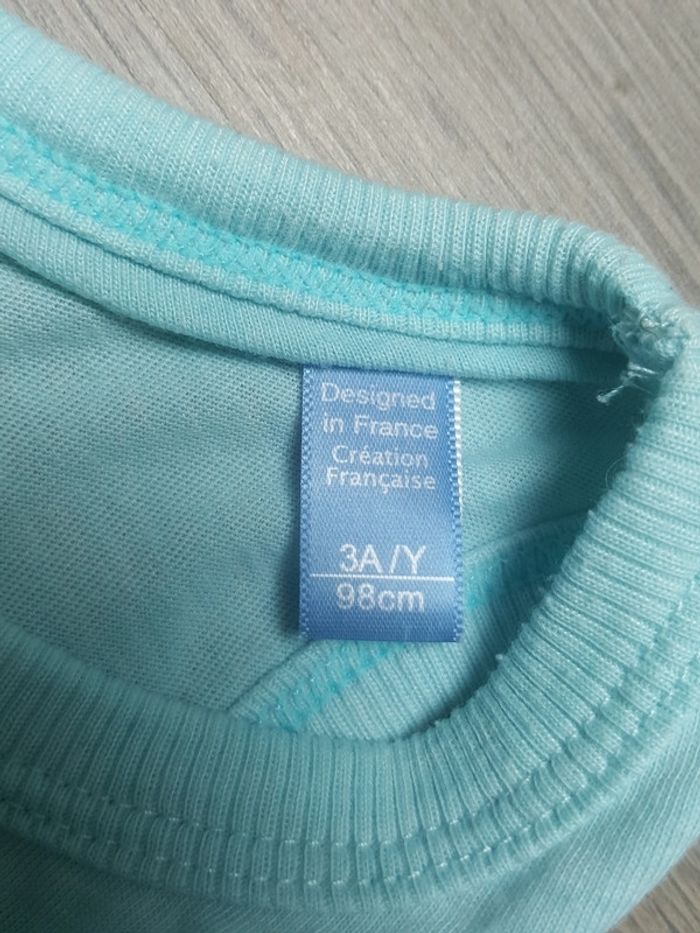 Designed
in France
Création
Française
3A/Y
98cm